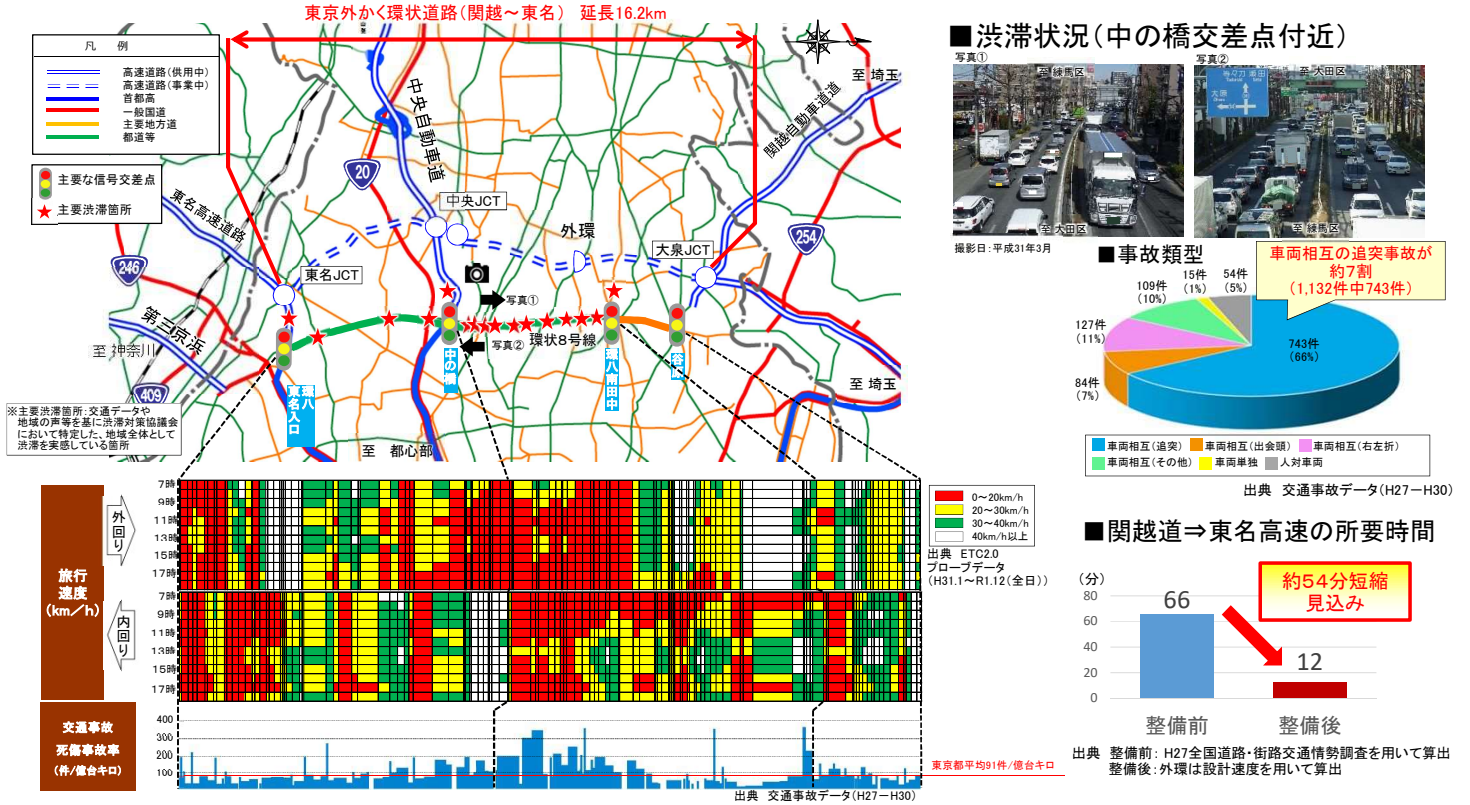 東京外かく環状道路(関越～東名)　延長16.2km
凡　例
高速道路(供用中)
高速道路(事業中)
首都高
一般国道
主要地方道
都道等
主要な信号交差点
主要渋滞箇所
東名高速道路
中央自動車道
関越自動車道
至 埼玉
20
246
254
409
中央JCT
外環
大泉JCT
東名JCT
写真①
写真②
環状8号線
第三京浜
至 神奈川
至 埼玉
至　都心部
環八
東名入口
中の橋
環八南田中
※主要渋滞箇所：交通データや
地域の声等を基に渋滞対策協議会
において特定した、地域全体として
渋滞を実感している箇所
旅行
速度
(km/h)
外回り
7時
9時
11時
13時
15時
17時
内回り
7時
9時
11時
13時
15時
17時
0～20km/h
20～30km/h
30～40km/h
40km/h以上
出典　ETC2.0
プローブデータ
(H31.1～R1.12(全日))
交通事故
死傷事故率
(件/億台キロ)
400
300
200
100
東京都平均91件/億台キロ
出典　交通事故データ(H27－H30)
■渋滞状況(中の橋交差点付近)
写真①
至 練馬区
至 大田区
撮影日：平成31年3月
写真②
至 大田区
至 練馬区
■事故類型
車両相互の追突事故が
約7割
(1,132件中743件)
743件
(66%)
84件
(7%)
127件
(11%)
109件
(10%)
15件
(1%)
54件
(5%)
車両相互(追突)
車両相互(出会頭)
車両相互(右左折)
車両相互(その他)
車両単独
人対車両
出典　交通事故データ(H27－H30)
■関越道⇒東名高速の所要時間
(分)
80
60
40
20
0
66
12
約54分短縮
見込み
整備前
整備後
出典　整備前：H27全国道路・街路交通情勢調査を用いて算出
整備後：外環は設計速度を用いて算出